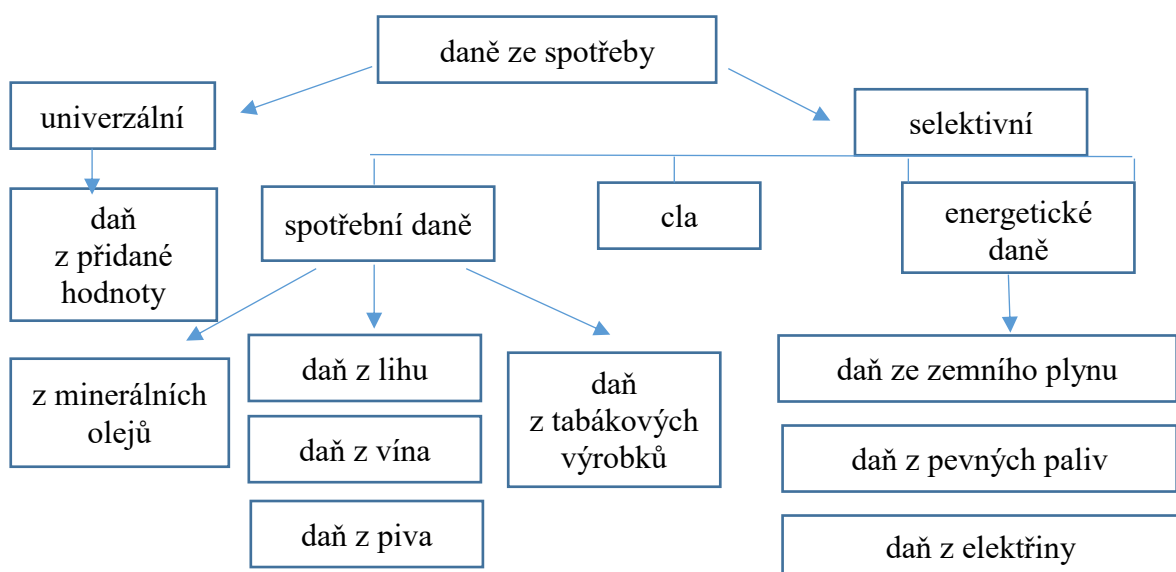 daně ze spotřeby
univerzální
selektivní
daň
z přidané
hodnoty
spotřební daně
cla
energetické
daně
z minerálních
olejů
daň z lihu
daň z vína
daň z piva
daň
z tabákových
výrobků
daň ze zemního plynu
daň z pevných paliv
daň z elektřiny